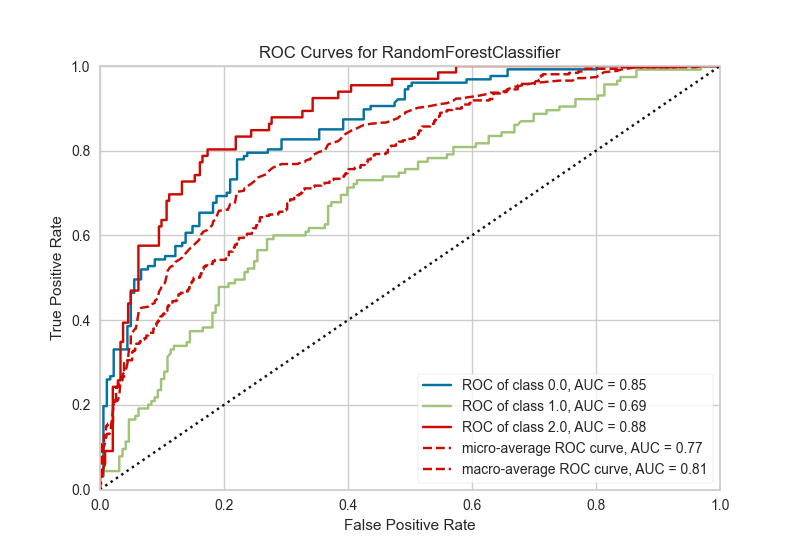 ROC Curves for RandomForestClassifier
1.0
0.8
0.6
0.4
0.2
0.0
True Positive Rate
ROC of class 0.0, AUC = 0.85
ROC of class 1.0, AUC = 0.69
ROC of class 2.0, AUC = 0.88
micro-average ROC curve, AUC = 0.77
macro-average ROC curve, AUC = 0.81
0.0 0.2 0.4 0.6 0.8 1.0
False Positive Rate